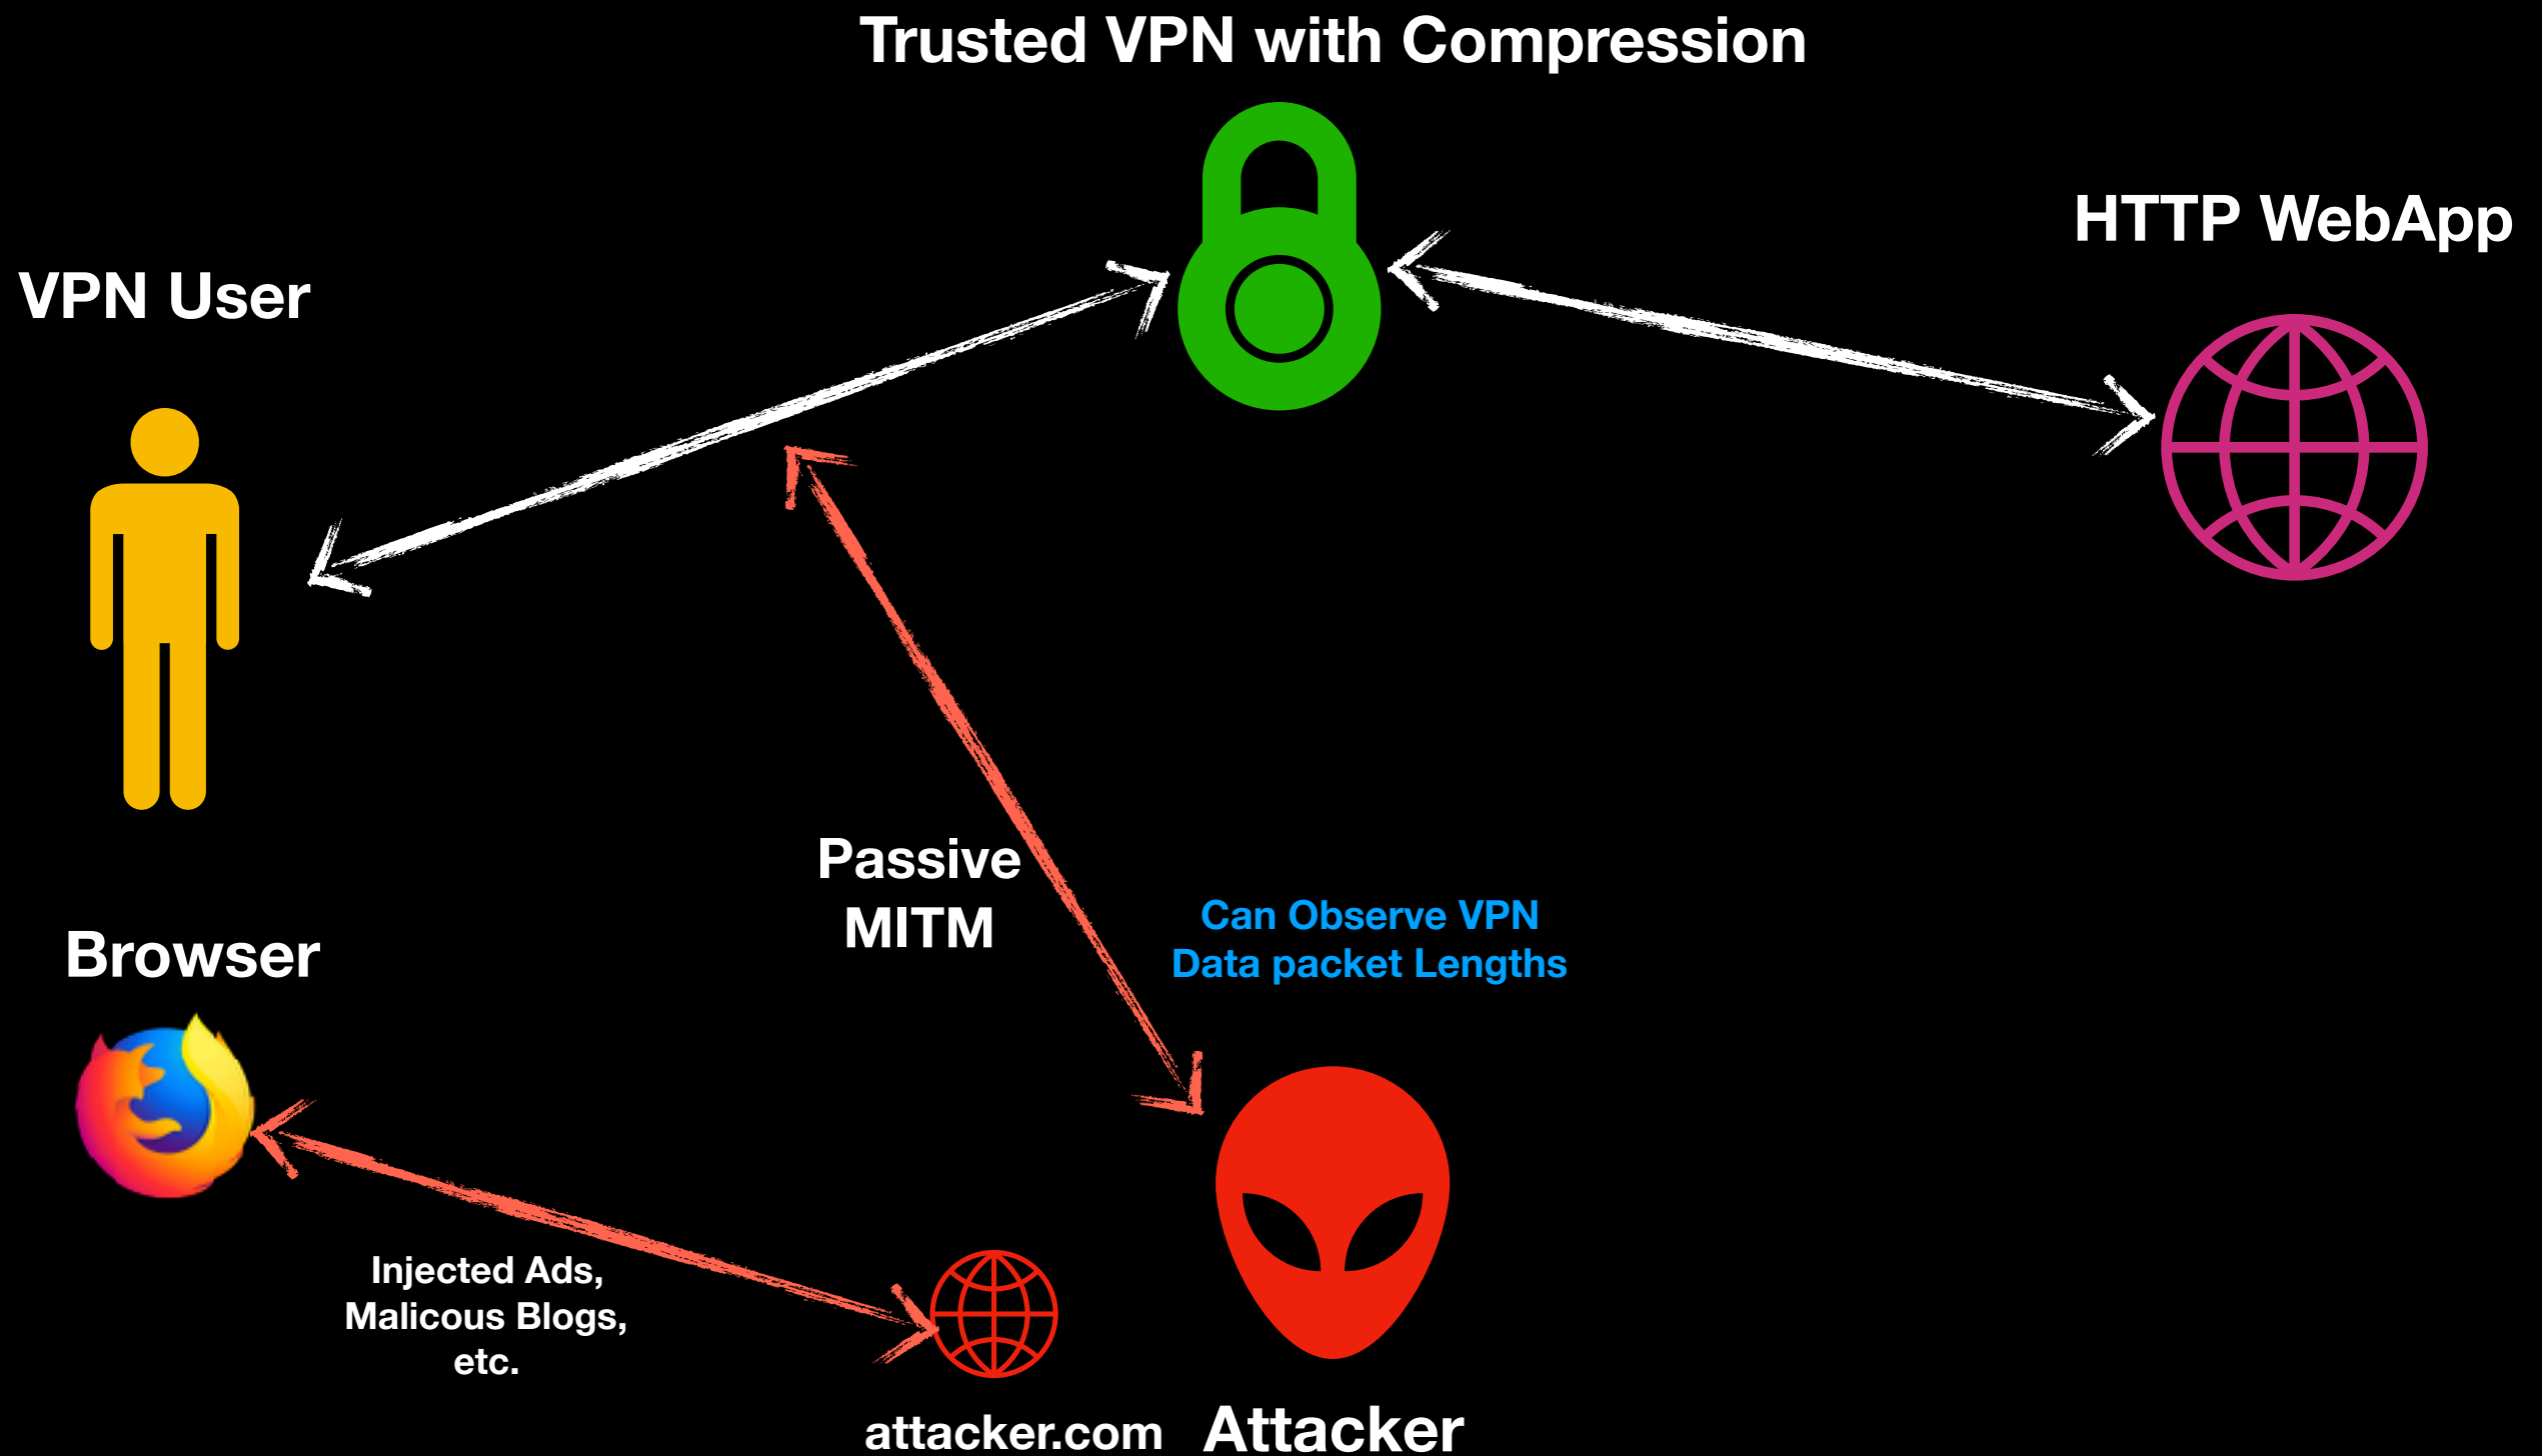 Trusted VPN with Compression
HTTP WebApp
VPN User
Passive
MITM
Can Observe VPN
Data packet Lengths
Browser
Injected Ads,
Malicous Blogs,
etc.
attacker.com
Attacker